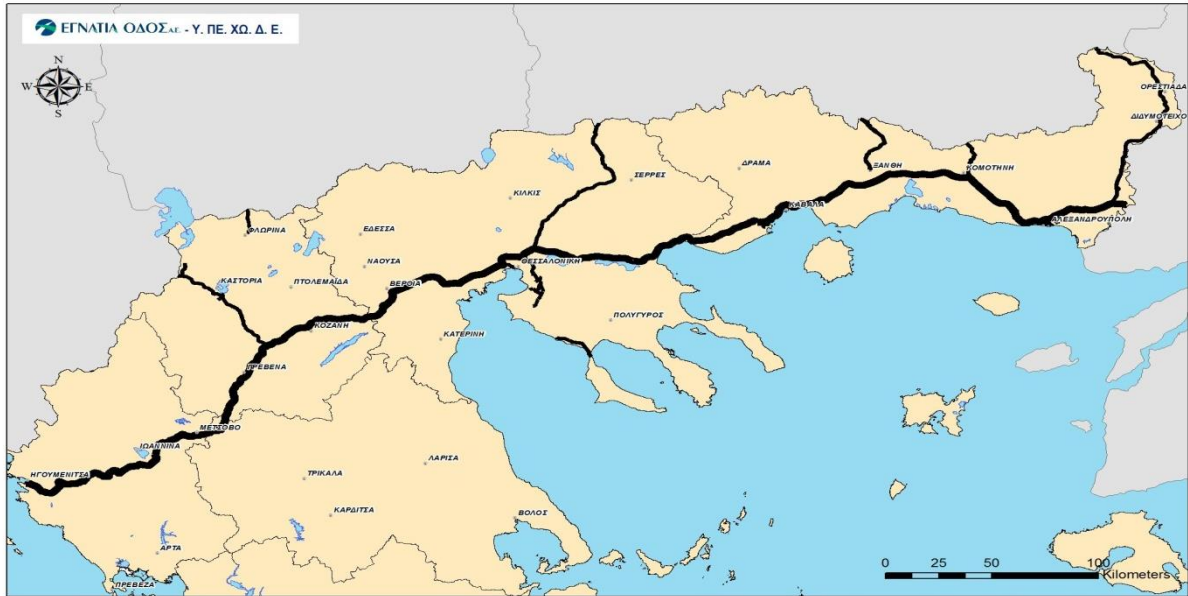 ΕΓΝΑΤΙΑ ΟΔΟΣ Α.Ε. - Υ. ΠΕ. ΧΩ. Δ. Ε.
N
W E
S
ΟΡΕΣΤΙΑΔΑ
ΔΙΔΥΜΟΤΕΙΧΟ
ΔΡΑΜΑ
ΞΑΝΘΗ
ΚΟΜΟΤΗΝΗ
ΣΕΡΡΕΣ
ΚΙΛΚΙΣ
ΚΑΒΑΛΑ
ΑΛΕΞΑΝΔΡΟΥΠΟΛΗ
ΦΛΩΡΙΝΑ
ΕΔΕΣΣΑ
ΝΑΟΥΣΑ
ΘΕΣΣΑΛΟΝΙΚΗ
ΚΑΣΤΟΡΙΑ
ΠΤΟΛΕΜΑΪΔΑ
ΒΕΡΟΙΑ
ΠΟΛΥΓΥΡΟΣ
ΚΟΖΑΝΗ
ΚΑΤΕΡΙΝΗ
ΓΡΕΒΕΝΑ
ΜΕΤΣΟΒΟ
ΙΩΑΝΝΙΝΑ
ΛΑΡΙΣΑ
ΗΓΟΥΜΕΝΙΤΣΑ
ΤΡΙΚΑΛΑ
ΚΑΡΔΙΤΣΑ
ΒΟΛΟΣ
ΑΡΤΑ
ΠΡΕΒΕΖΑ
0 25 50 100
Kilometers